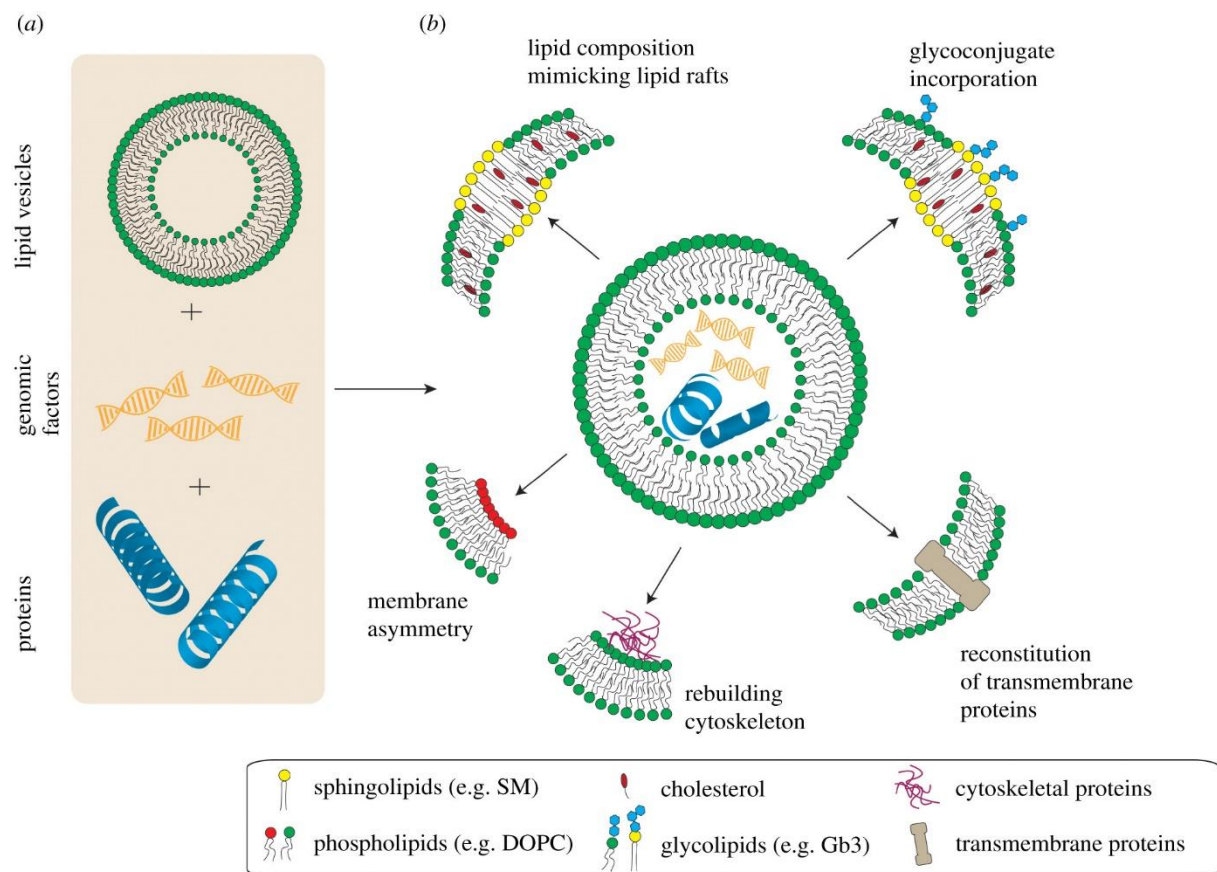 (a)
lipid vesicles
+
genomic
factors
+
proteins
(b)
lipid composition
mimicking lipid rafts
glycoconjugate
incorporation
membrane
asymmetry
rebuilding
cytoskeleton
reconstitution
of transmembrane
proteins
sphingolipids (e.g. SM)
cholesterol
cytoskeletal proteins
phospholipids (e.g. DOPC)
glycolipids (e.g. Gb3)
transmembrane proteins